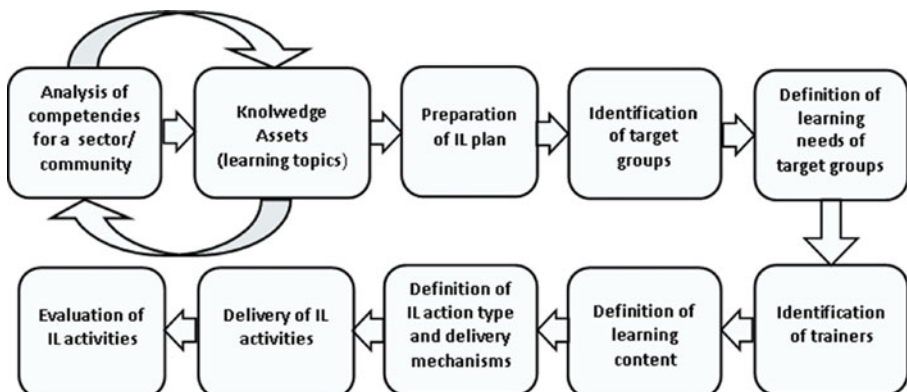 Analysis of
competencies
for a sector/
community
Knolwedge
Assets
(learning topics)
Preparation
of IL plan
Identification
of target
groups
Definition of
learning
needs of
target groups
Evaluation of
IL activities
Delivery of IL
activities
Definition of
IL action type
and delivery
mechanisms
Definition of
learning
content
Identification
of trainers